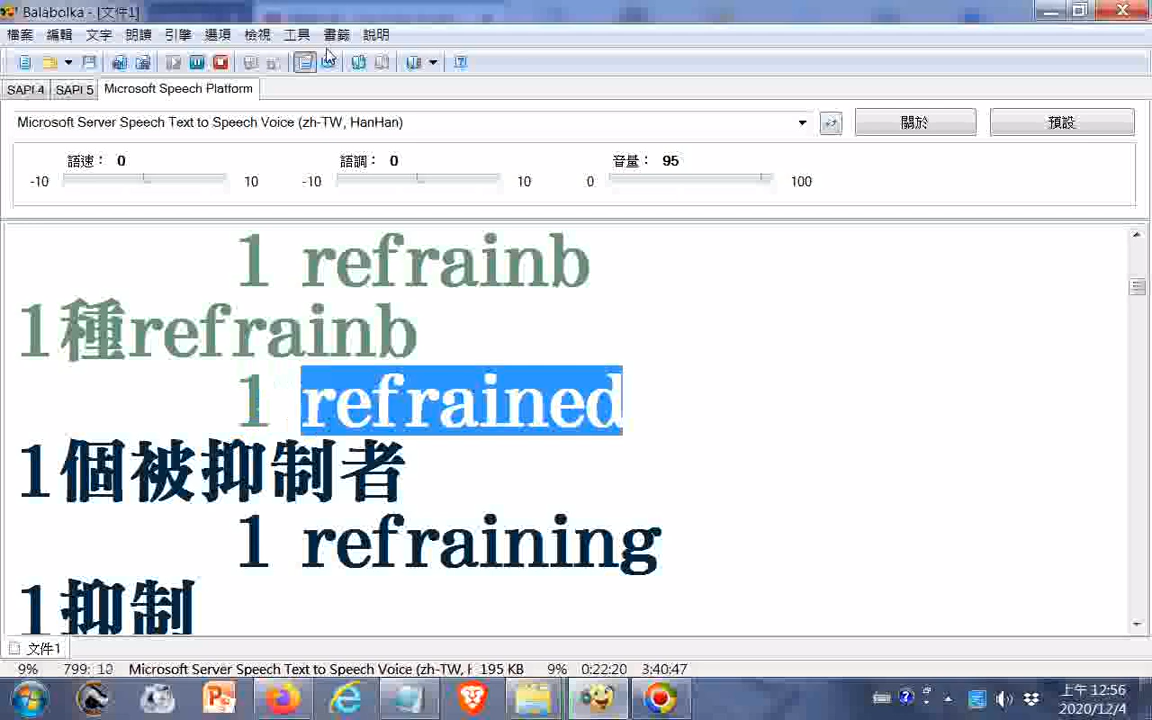 Balabolka - [文件1]
檔案 編輯 文字 朗讀 引擎 選項 檢視 工具 書籤 說明
SAPI 4 SAPI 5 Microsoft Speech Platform
Microsoft Server Speech Text to Speech Voice (zh-TW, HanHan) 關於 預設
語速： 0 語調： 0 音量： 95
-10 10 -10 10 0 100
1 refrainb
1種refrainb
1 refrained
1個被抑制者
1 refraining
1抑制
文件1
9% 799: 10 Microsoft Server Speech Text to Speech Voice (zh-TW, H 195 KB 9% 0:22:20 3:40:47
上午 12:56
2020/12/4